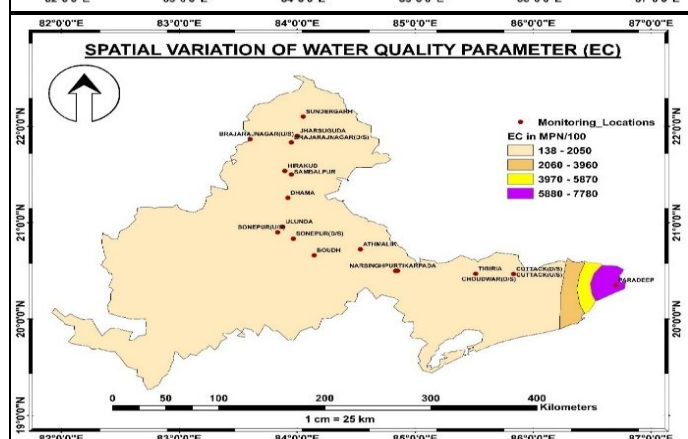 82°0'0"E 83°0'0"E 84°0'0"E 85°0'0"E 86°0'0"E 87°0'0"E
SPATIAL VARIATION OF WATER QUALITY PARAMETER (EC)
22°0'0"N
21°0'0"N
20°0'0"N
19°0'0"N
SUNDERGARH
JHARSUGUDA
BRAJARAJNAGAR(U/S)
BRAJARAJNAGAR(D/S)
HIRAKUD
SAMBALPUR
DHAMA
ULUNDA
SONEPUR(U/S)
SONEPUR(D/S)
BOUDH
ATHMALIK
NARSINGHPUR
TIKARPADA
TIGIRIA
CHOUDWAR(D/S)
CUTTACK(D/S)
CUTTACK(U/S)
PARADEEP
Monitoring_Locations
EC in MPN/100
138 - 2050
2060 - 3960
3970 - 5870
5880 - 7780
22°0'0"N
21°0'0"N
20°0'0"N
19°0'0"N
0 50 100 200 300 400
Kilometers
1 cm = 25 km
82°0'0"E 83°0'0"E 84°0'0"E 85°0'0"E 86°0'0"E 87°0'0"E